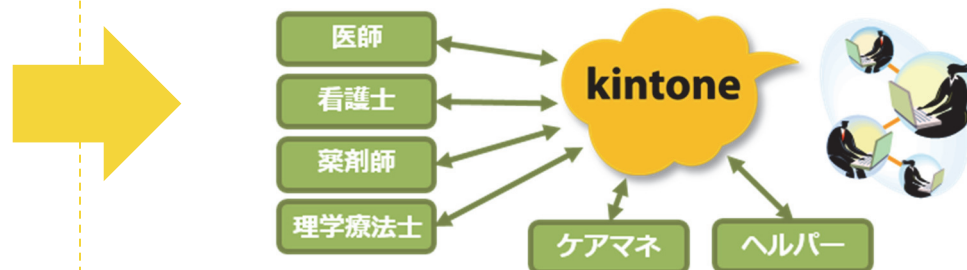 医師
看護士
薬剤師
理学療法士
kintone
ケアマネ
ヘルパー